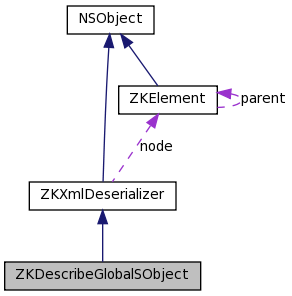 NSObject
ZKElement
parent
node
ZKXmlDeserializer
ZKDescribeGlobalSObject